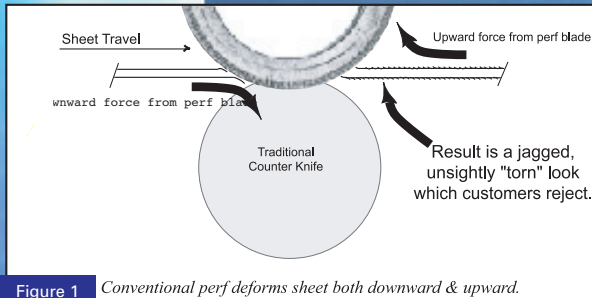 Sheet Travel
Upward force from perf blade
wnward force from perf bla
Traditional
Counter Knife
Result is a jagged,
unsightly "torn" look
which customers reject.
Figure 1
Conventional perf deforms sheet both downward & upward.